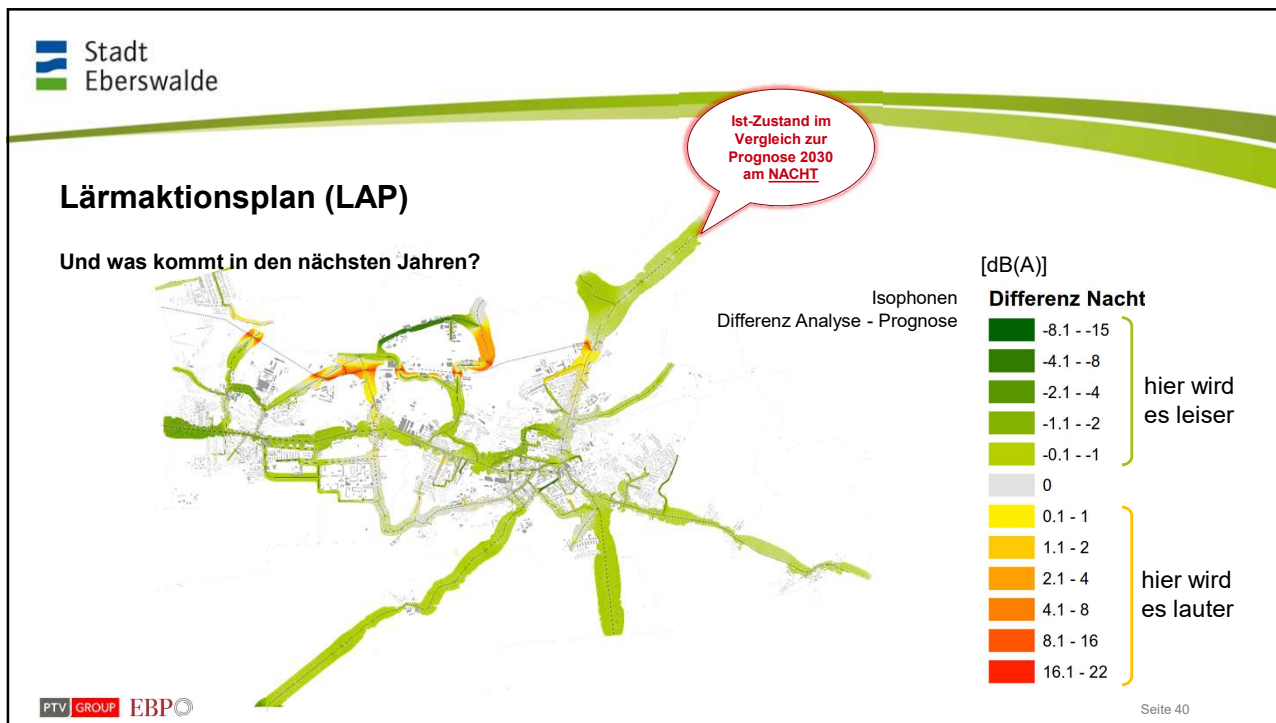 Stadt
Eberswalde
Ist-Zustand im
Vergleich zur
Prognose 2030
am NACHT
Lärmaktionsplan (LAP)
Und was kommt in den nächsten Jahren?
[dB(A)]
Isophonen
Differenz Analyse - Prognose
Differenz Nacht
-8.1 - -15
-4.1 - -8
-2.1 - -4
-1.1 - -2
-0.1 - -1
hier wird
es leiser
0
0.1 - 1
1.1 - 2
2.1 - 4
4.1 - 8
8.1 - 16
16.1 - 22
hier wird
es lauter
PTV GROUP EBP
Seite 40